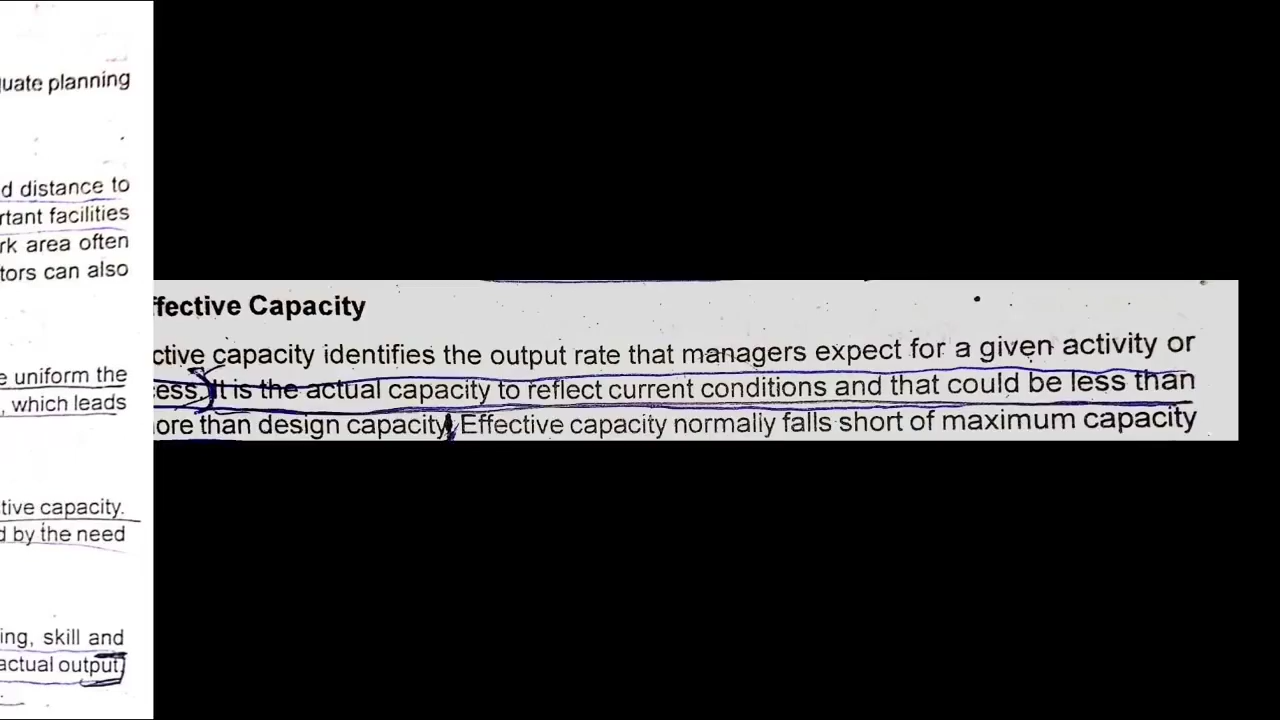 uate planning
d distance to
rtant facilities
rk area often
tors can also
e uniform the
, which leads
tive capacity.
d by the need
ing, skill and
actual output
ffective Capacity
ctive capacity identifies the output rate that managers expect for a given activity or
cess. It is the actual capacity to reflect current conditions and that could be less than
ore than design capacity. Effective capacity normally falls short of maximum capacity